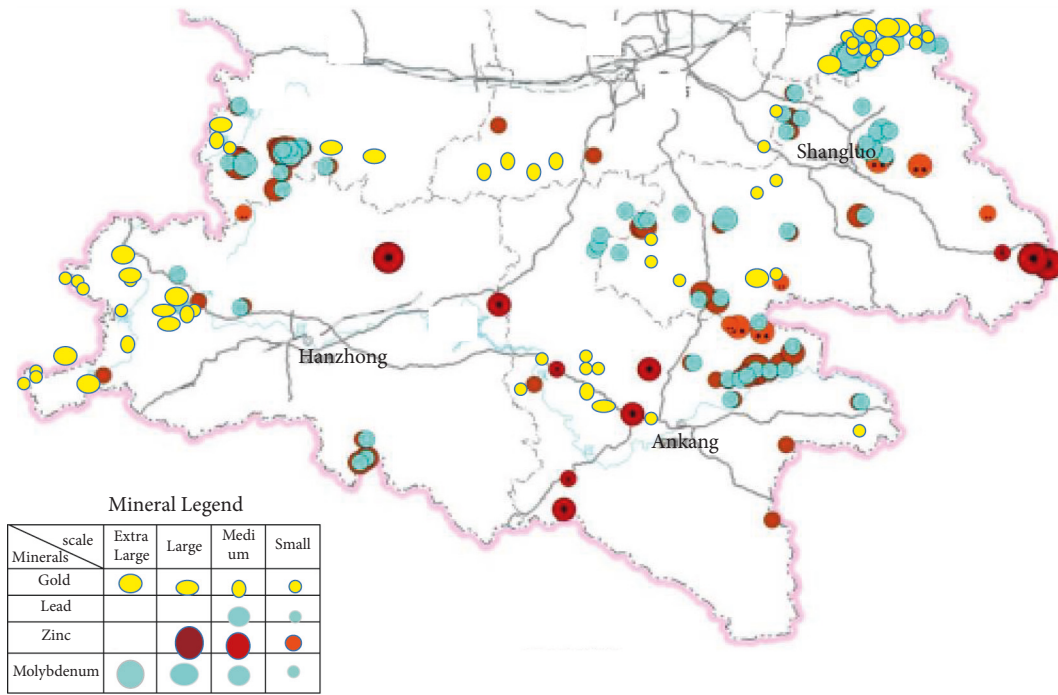 Shangluo
Hanzhong
Ankang
Mineral Legend
scale
Minerals
Extra
Large
Large
Medi
um
Small
Gold
Lead
Zinc
Molybdenum